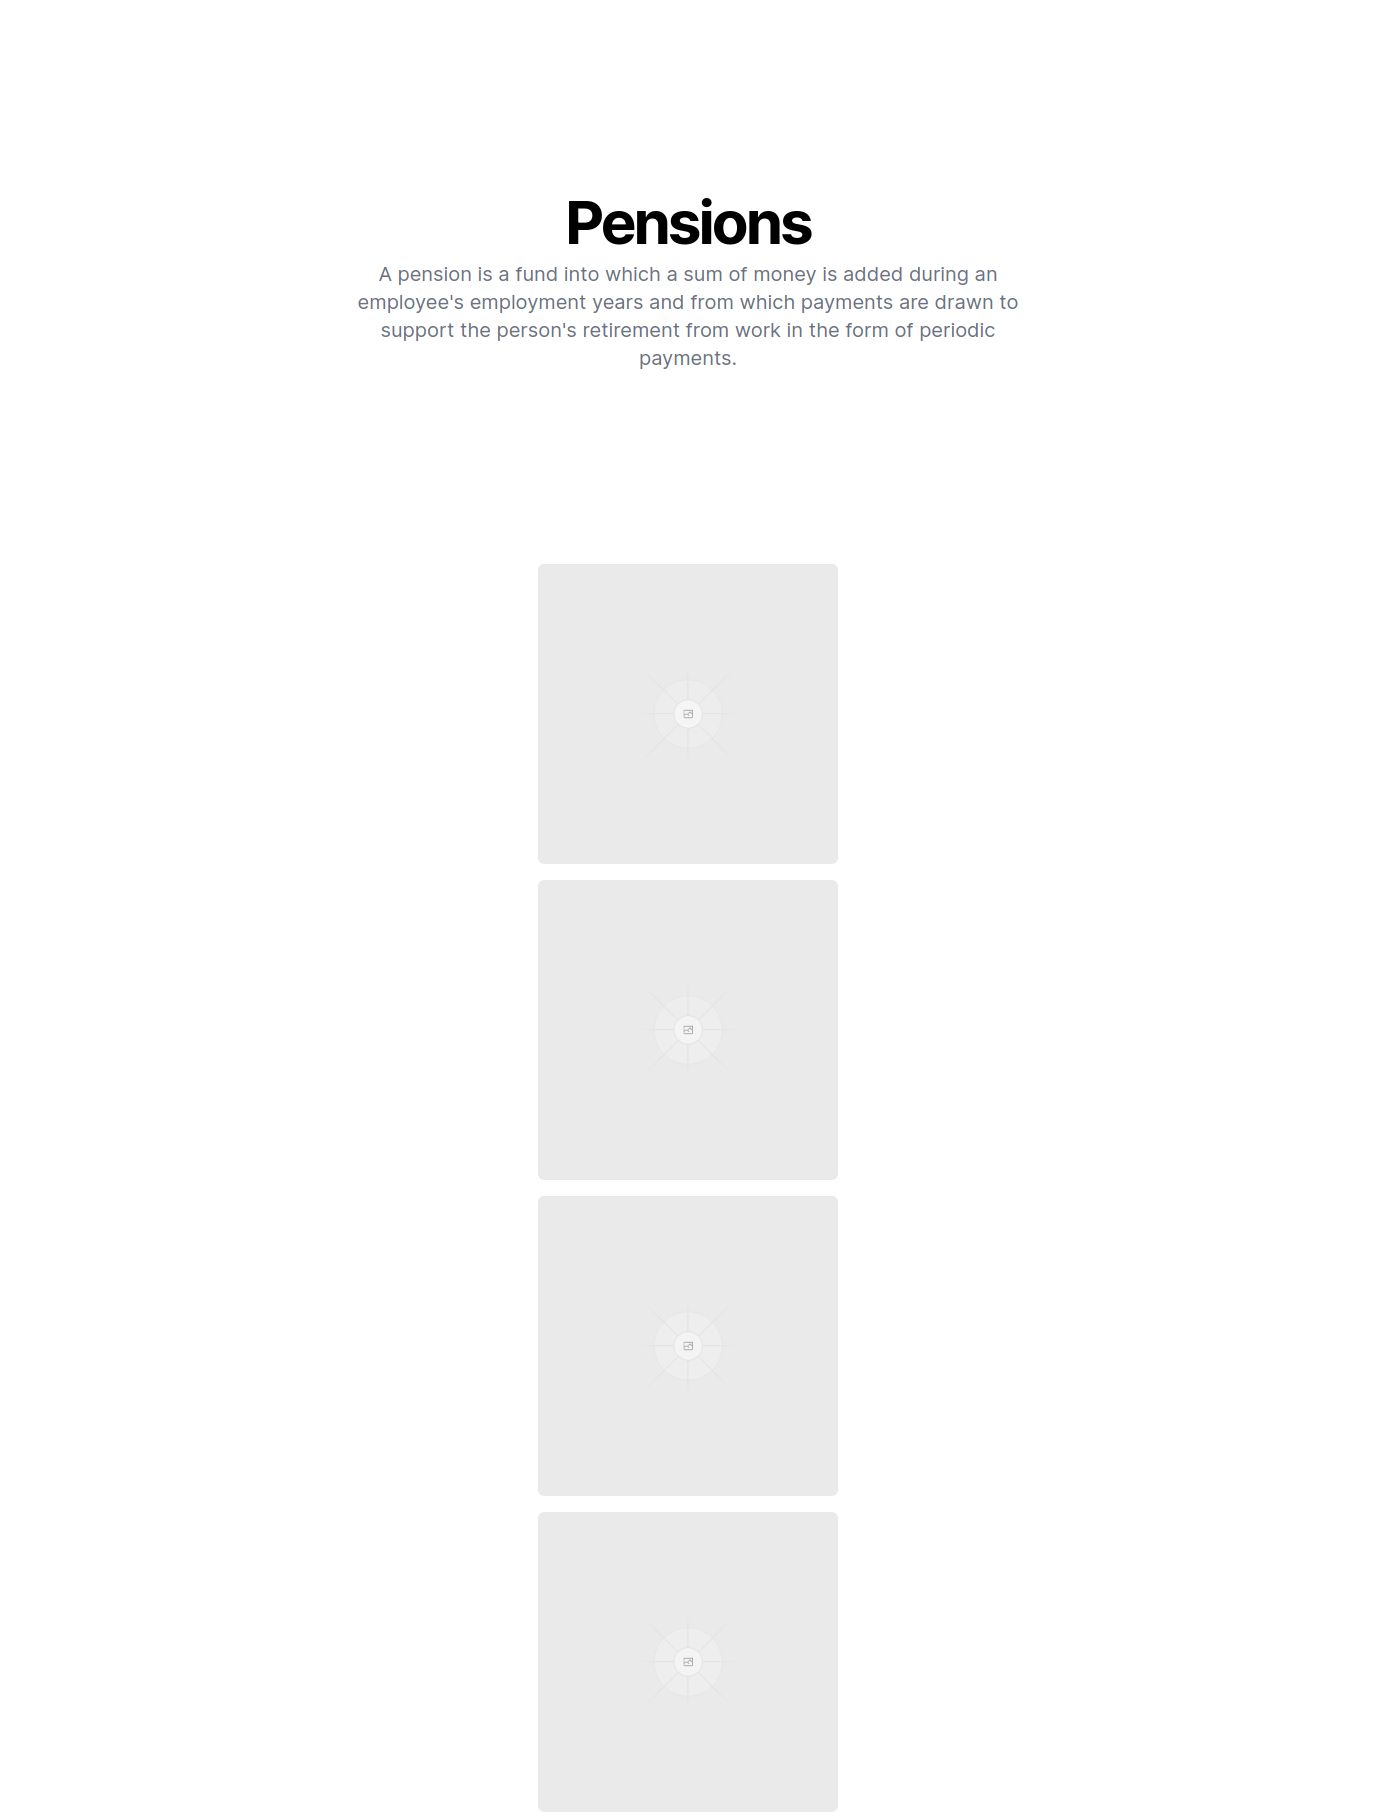 Pensions
A pension is a fund into which a sum of money is added during an
employee's employment years and from which payments are drawn to
support the person's retirement from work in the form of periodic
payments.